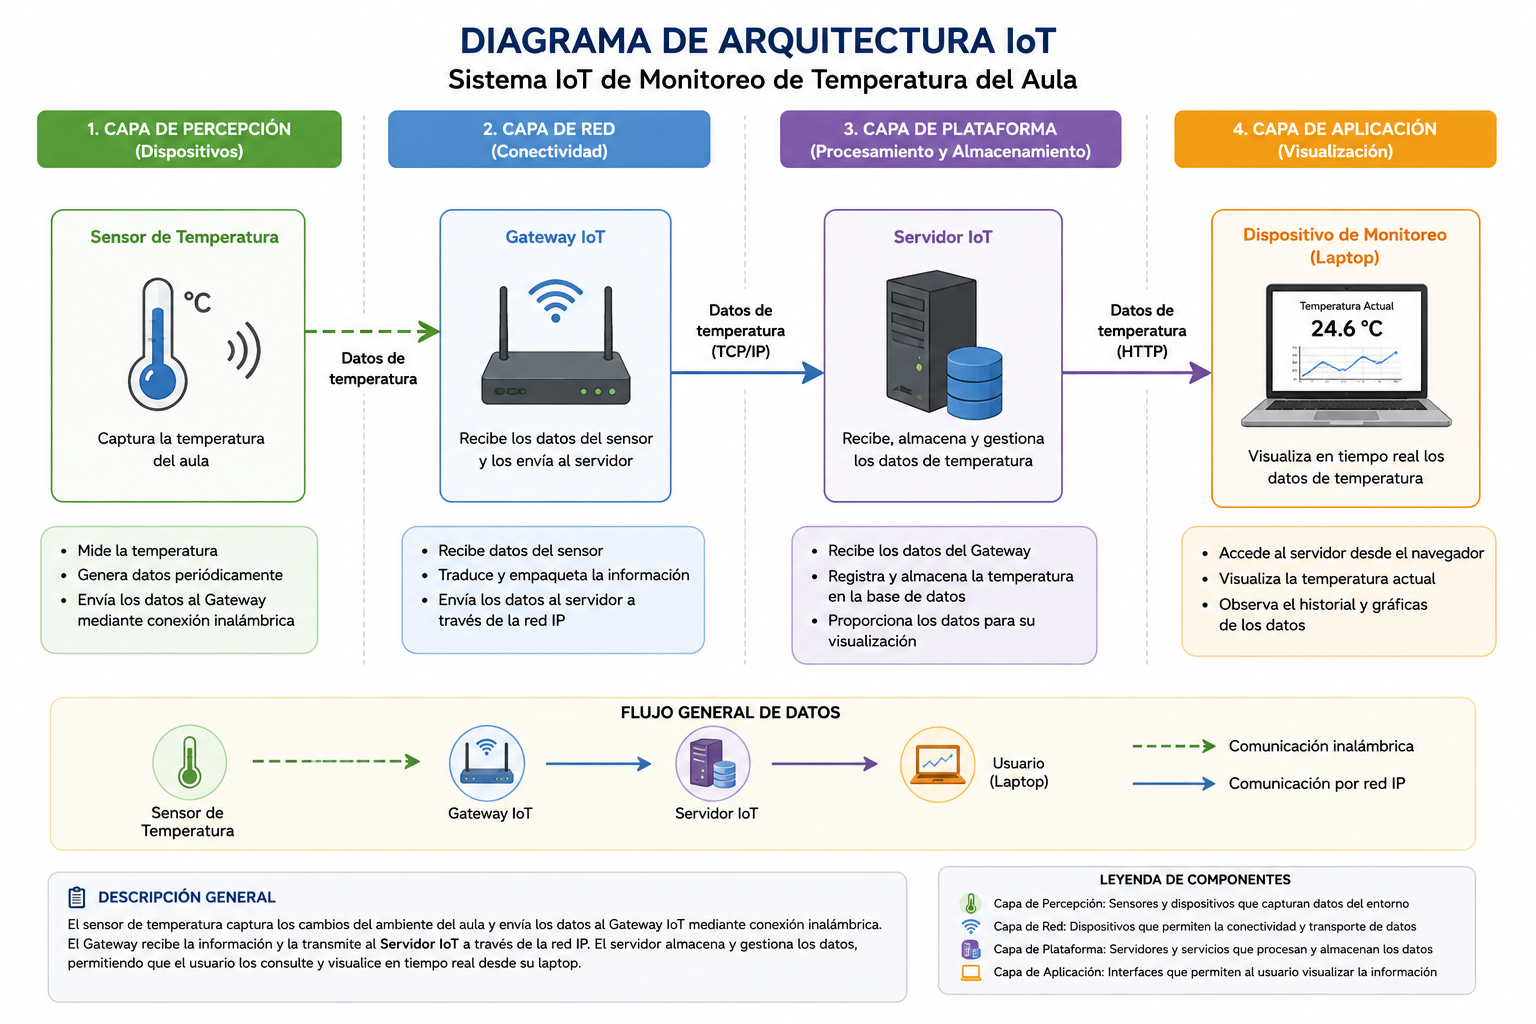 DIAGRAMA DE ARQUITECTURA IoT
Sistema IoT de Monitoreo de Temperatura del Aula
1. CAPA DE PERCEPCIÓN
(Dispositivos)
2. CAPA DE RED
(Conectividad)
3. CAPA DE PLATAFORMA
(Procesamiento y Almacenamiento)
4. CAPA DE APLICACIÓN
(Visualización)
Sensor de Temperatura
°C
Captura la temperatura
del aula
Datos de
temperatura
Gateway IoT
Recibe los datos del sensor
y los envía al servidor
Datos de
temperatura
(TCP/IP)
Servidor IoT
Recibe, almacena y gestiona
los datos de temperatura
Datos de
temperatura
(HTTP)
Dispositivo de Monitoreo
(Laptop)
Temperatura Actual
24.6 °C
Visualiza en tiempo real los
datos de temperatura
• Mide la temperatura
• Genera datos periódicamente
• Envía los datos al Gateway
mediante conexión inalámbrica
• Recibe datos del sensor
• Traduce y empaqueta la información
• Envía los datos al servidor a
través de la red IP
• Recibe los datos del Gateway
• Registra y almacena la temperatura
en la base de datos
• Proporciona los datos para su
visualización
• Accede al servidor desde el navegador
• Visualiza la temperatura actual
• Observa el historial y gráficas
de los datos
FLUJO GENERAL DE DATOS
Sensor de
Temperatura
Gateway IoT
Servidor IoT
Usuario
(Laptop)
Comunicación inalámbrica
Comunicación por red IP
DESCRIPCIÓN GENERAL
El sensor de temperatura captura los cambios del ambiente del aula y envía los datos al Gateway IoT mediante conexión inalámbrica.
El Gateway recibe la información y la transmite al Servidor IoT a través de la red IP. El servidor almacena y gestiona los datos,
permitiendo que el usuario los consulte y visualice en tiempo real desde su laptop.
LEYENDA DE COMPONENTES
Capa de Percepción: Sensores y dispositivos que capturan datos del entorno
Capa de Red: Dispositivos que permiten la conectividad y transporte de datos
Capa de Plataforma: Servidores y servicios que procesan y almacenan los datos
Capa de Aplicación: Interfaces que permiten al usuario visualizar la información